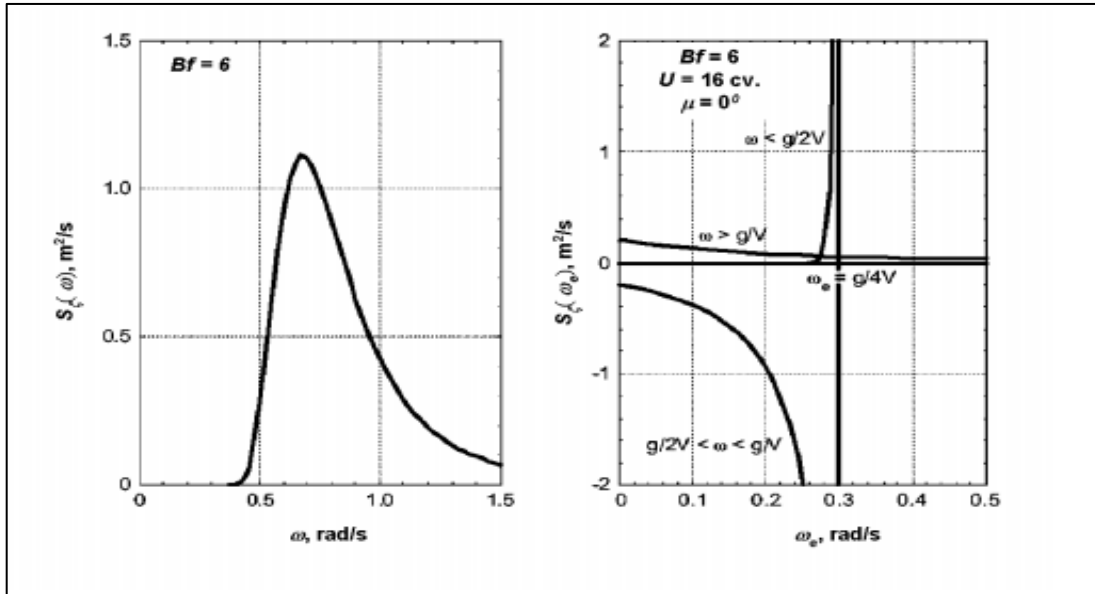 1.5
1.0
0.5
0
Bf = 6
S_ζ(ω), m²/s
0
0.5
1.0
1.5
ω, rad/s
2
1
0
-1
-2
Bf = 6
U = 16 cv.
μ = 0⁰
ω < g/2V
ω > g/V
ω_e = g/4V
g/2V < ω < g/V
S_ζ(ω_e), m²/s
0
0.1
0.2
0.3
0.4
0.5
ω_e, rad/s